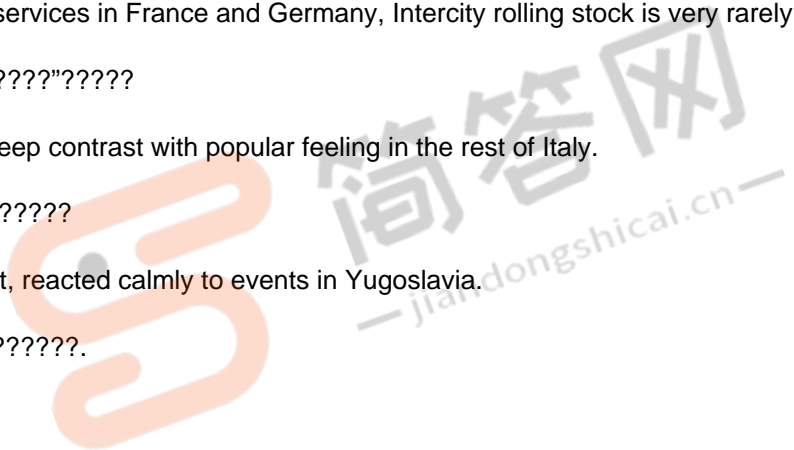 services in France and Germany, Intercity rolling stock is very rarely
????”?????
eep contrast with popular feeling in the rest of Italy.
?????
t, reacted calmly to events in Yugoslavia.
??????.
简答网
jiandongshicai.cn